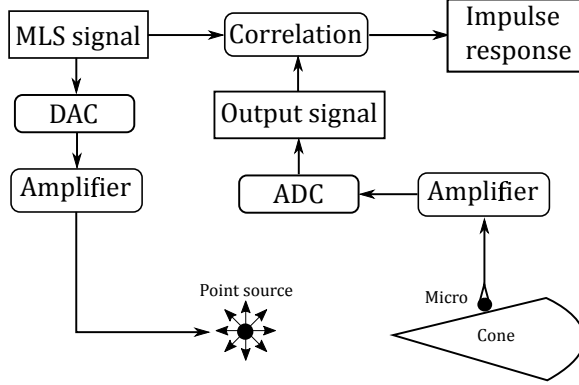 MLS signal
Correlation
Impulse
response
DAC
Output signal
Amplifier
ADC
Amplifier
Point source
Micro
Cone